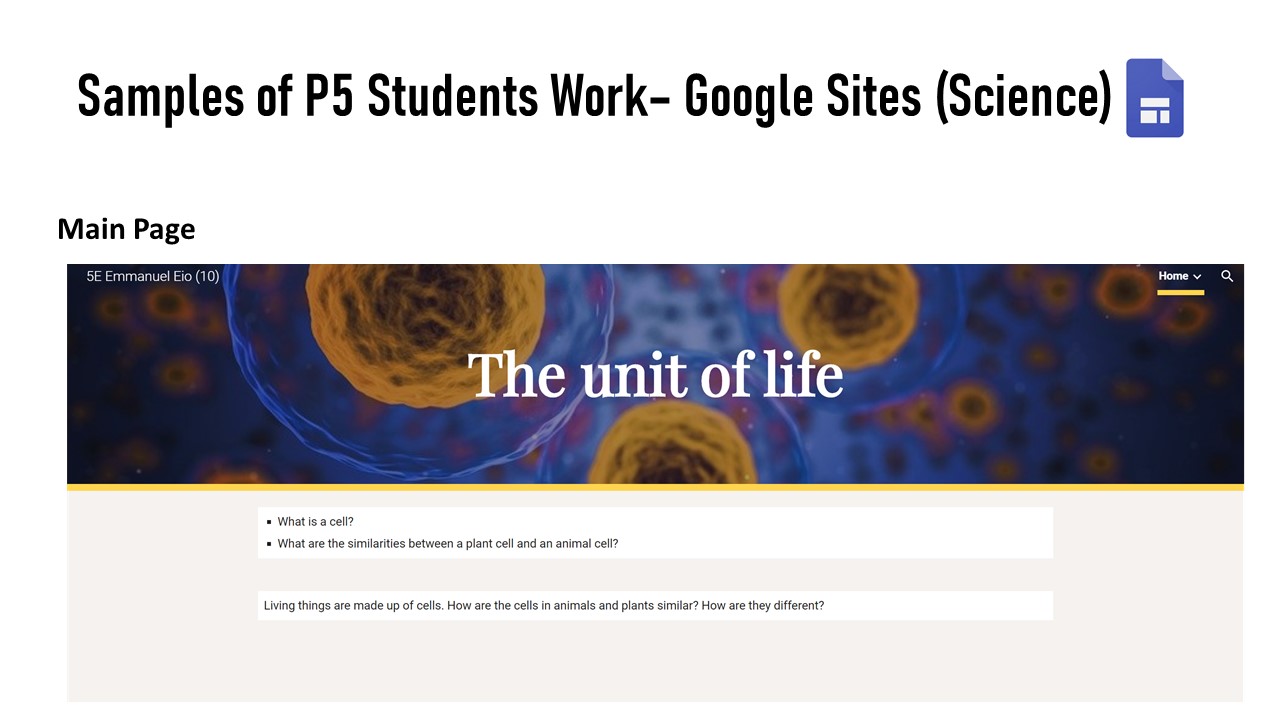 Samples of P5 Students Work– Google Sites (Science)
Main Page
5E Emmanuel Eio (10)
Home
The unit of life
▪ What is a cell?
▪ What are the similarities between a plant cell and an animal cell?
Living things are made up of cells. How are the cells in animals and plants similar? How are they different?